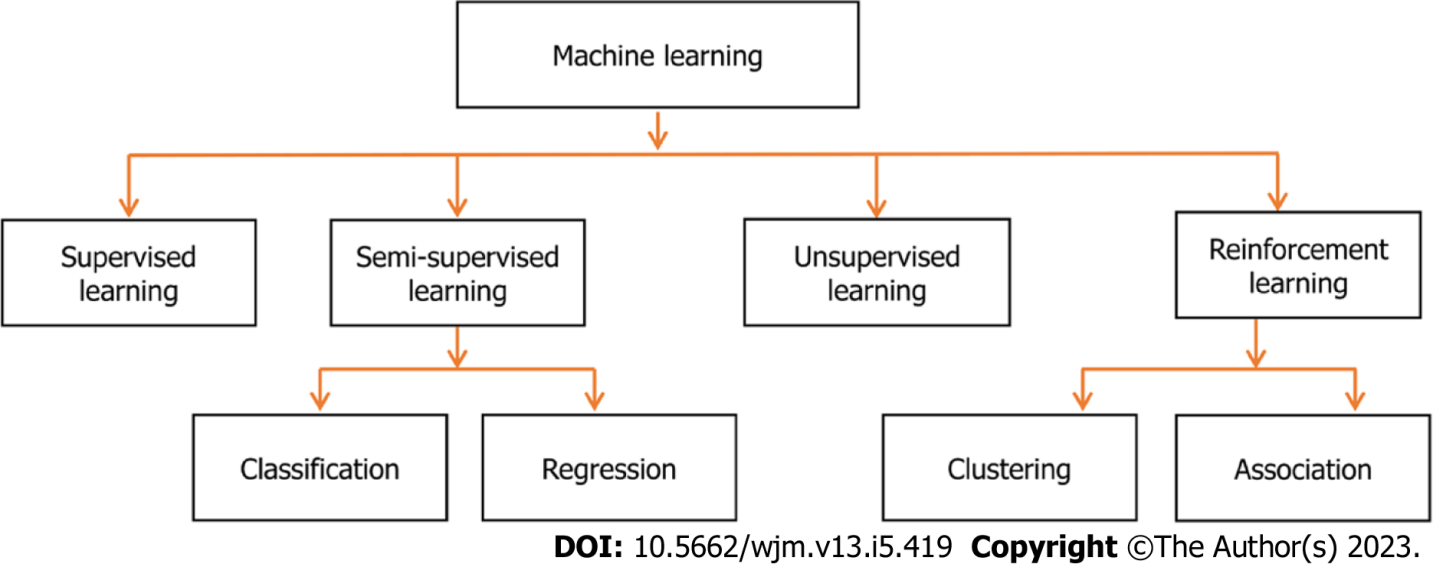 Machine learning
Supervised
learning
Semi-supervised
learning
Unsupervised
learning
Reinforcement
learning
Classification
Regression
Clustering
Association
DOI: 10.5662/wjm.v13.i5.419 Copyright ©The Author(s) 2023.